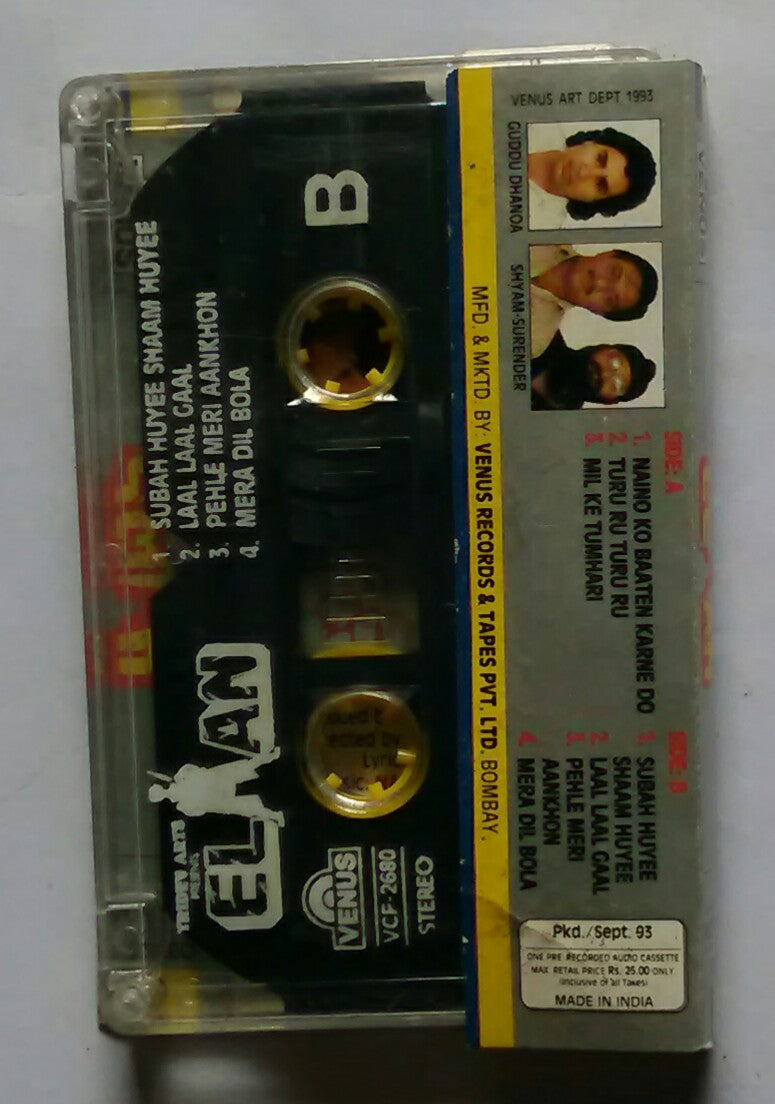 B
1. SUBAH HUYEE SHAAM HUYEE
2. LAAL LAAL GAAL
3. PEHLE MERI AANKHON
4. MERA DIL BOLA
ELAAN
VENUS
VCF-2680
STEREO
MFD. & MKTD. BY: VENUS RECORDS & TAPES PVT. LTD. BOMBAY.
VENUS ART DEPT 1993
GUDDU DHANOA
SHYAM-SURENDER
SIDE: A
1. NAINO KO BAATEN KARNE DO
2. TURU RU TURU RU
3. MIL KE TUMHARI
SIDE: B
1. SUBAH HUYEE
SHAAM HUYEE
2. LAAL LAAL GAAL
3. PEHLE MERI
AANKHON
4. MERA DIL BOLA
Pkd./Sept. 93
ONE PRE RECORDED AUDIO CASSETTE
MAX RETAIL PRICE Rs. 25.00 ONLY
(Inclusive of all Taxes)
MADE IN INDIA